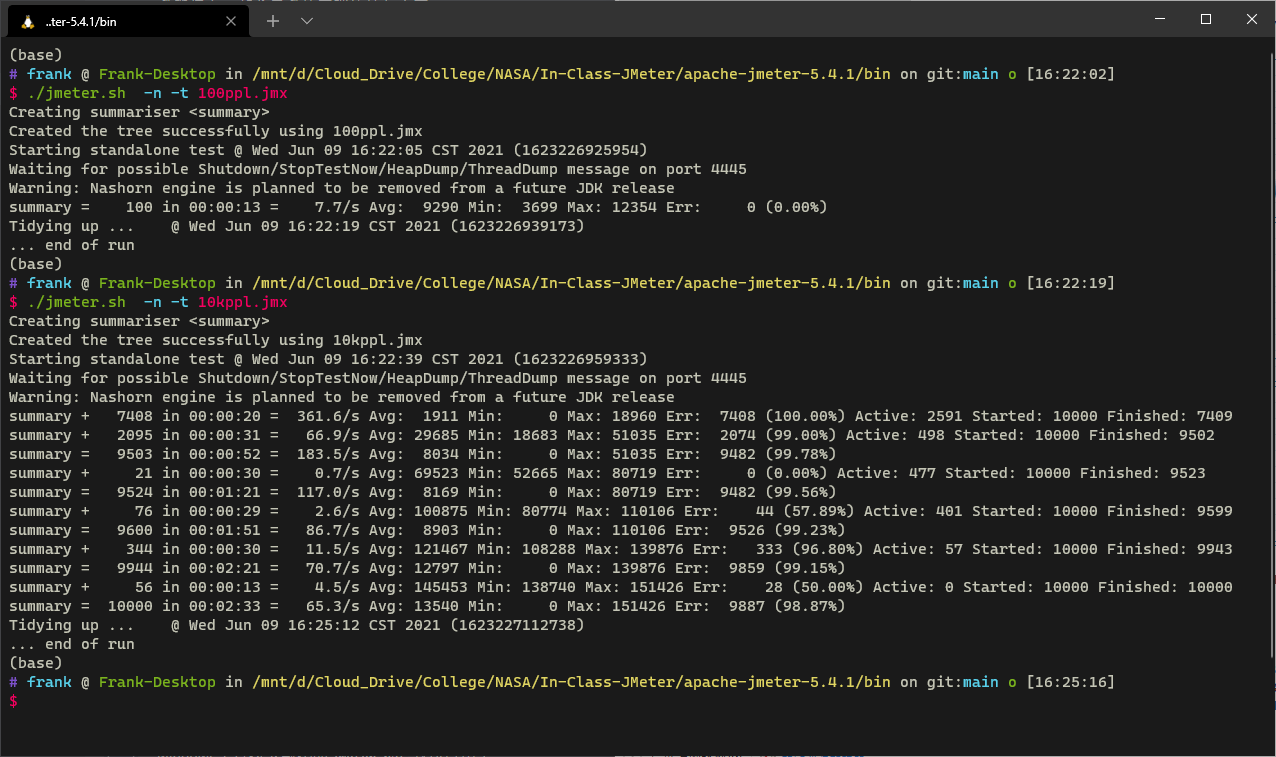 ..ter-5.4.1/bin
(base)
# frank @ Frank-Desktop in /mnt/d/Cloud_Drive/College/NASA/In-Class-JMeter/apache-jmeter-5.4.1/bin on git:main o [16:22:02]
$ ./jmeter.sh  -n -t 100ppl.jmx
Creating summariser <summary>
Created the tree successfully using 100ppl.jmx
Starting standalone test @ Wed Jun 09 16:22:05 CST 2021 (1623226925954)
Waiting for possible Shutdown/StopTestNow/HeapDump/ThreadDump message on port 4445
Warning: Nashorn engine is planned to be removed from a future JDK release
summary =    100 in 00:00:13 =    7.7/s Avg:  9290 Min:  3699 Max: 12354 Err:     0 (0.00%)
Tidying up ...    @ Wed Jun 09 16:22:19 CST 2021 (1623226939173)
... end of run
(base)
# frank @ Frank-Desktop in /mnt/d/Cloud_Drive/College/NASA/In-Class-JMeter/apache-jmeter-5.4.1/bin on git:main o [16:22:19]
$ ./jmeter.sh  -n -t 10kppl.jmx
Creating summariser <summary>
Created the tree successfully using 10kppl.jmx
Starting standalone test @ Wed Jun 09 16:22:39 CST 2021 (1623226959333)
Waiting for possible Shutdown/StopTestNow/HeapDump/ThreadDump message on port 4445
Warning: Nashorn engine is planned to be removed from a future JDK release
summary +   7408 in 00:00:20 =  361.6/s Avg:  1911 Min:     0 Max: 18960 Err:  7408 (100.00%) Active: 2591 Started: 10000 Finished: 7409
summary +   2095 in 00:00:31 =   66.9/s Avg: 29685 Min: 18683 Max: 51035 Err:  2074 (99.00%) Active: 498 Started: 10000 Finished: 9502
summary =   9503 in 00:00:52 =  183.5/s Avg:  8034 Min:     0 Max: 51035 Err:  9482 (99.78%)
summary +     21 in 00:00:30 =    0.7/s Avg: 69523 Min: 52665 Max: 80719 Err:     0 (0.00%) Active: 477 Started: 10000 Finished: 9523
summary =   9524 in 00:01:21 =  117.0/s Avg:  8169 Min:     0 Max: 80719 Err:  9482 (99.56%)
summary +     76 in 00:00:29 =    2.6/s Avg: 100875 Min: 80774 Max: 110106 Err:    44 (57.89%) Active: 401 Started: 10000 Finished: 9599
summary =   9600 in 00:01:51 =   86.7/s Avg:  8903 Min:     0 Max: 110106 Err:  9526 (99.23%)
summary +    344 in 00:00:30 =   11.5/s Avg: 121467 Min: 108288 Max: 139876 Err:   333 (96.80%) Active: 57 Started: 10000 Finished: 9943
summary =   9944 in 00:02:21 =   70.7/s Avg: 12797 Min:     0 Max: 139876 Err:  9859 (99.15%)
summary +     56 in 00:00:13 =    4.5/s Avg: 145453 Min: 138740 Max: 151426 Err:    28 (50.00%) Active: 0 Started: 10000 Finished: 10000
summary =  10000 in 00:02:33 =   65.3/s Avg: 13540 Min:     0 Max: 151426 Err:  9887 (98.87%)
Tidying up ...    @ Wed Jun 09 16:25:12 CST 2021 (1623227112738)
... end of run
(base)
# frank @ Frank-Desktop in /mnt/d/Cloud_Drive/College/NASA/In-Class-JMeter/apache-jmeter-5.4.1/bin on git:main o [16:25:16]
$